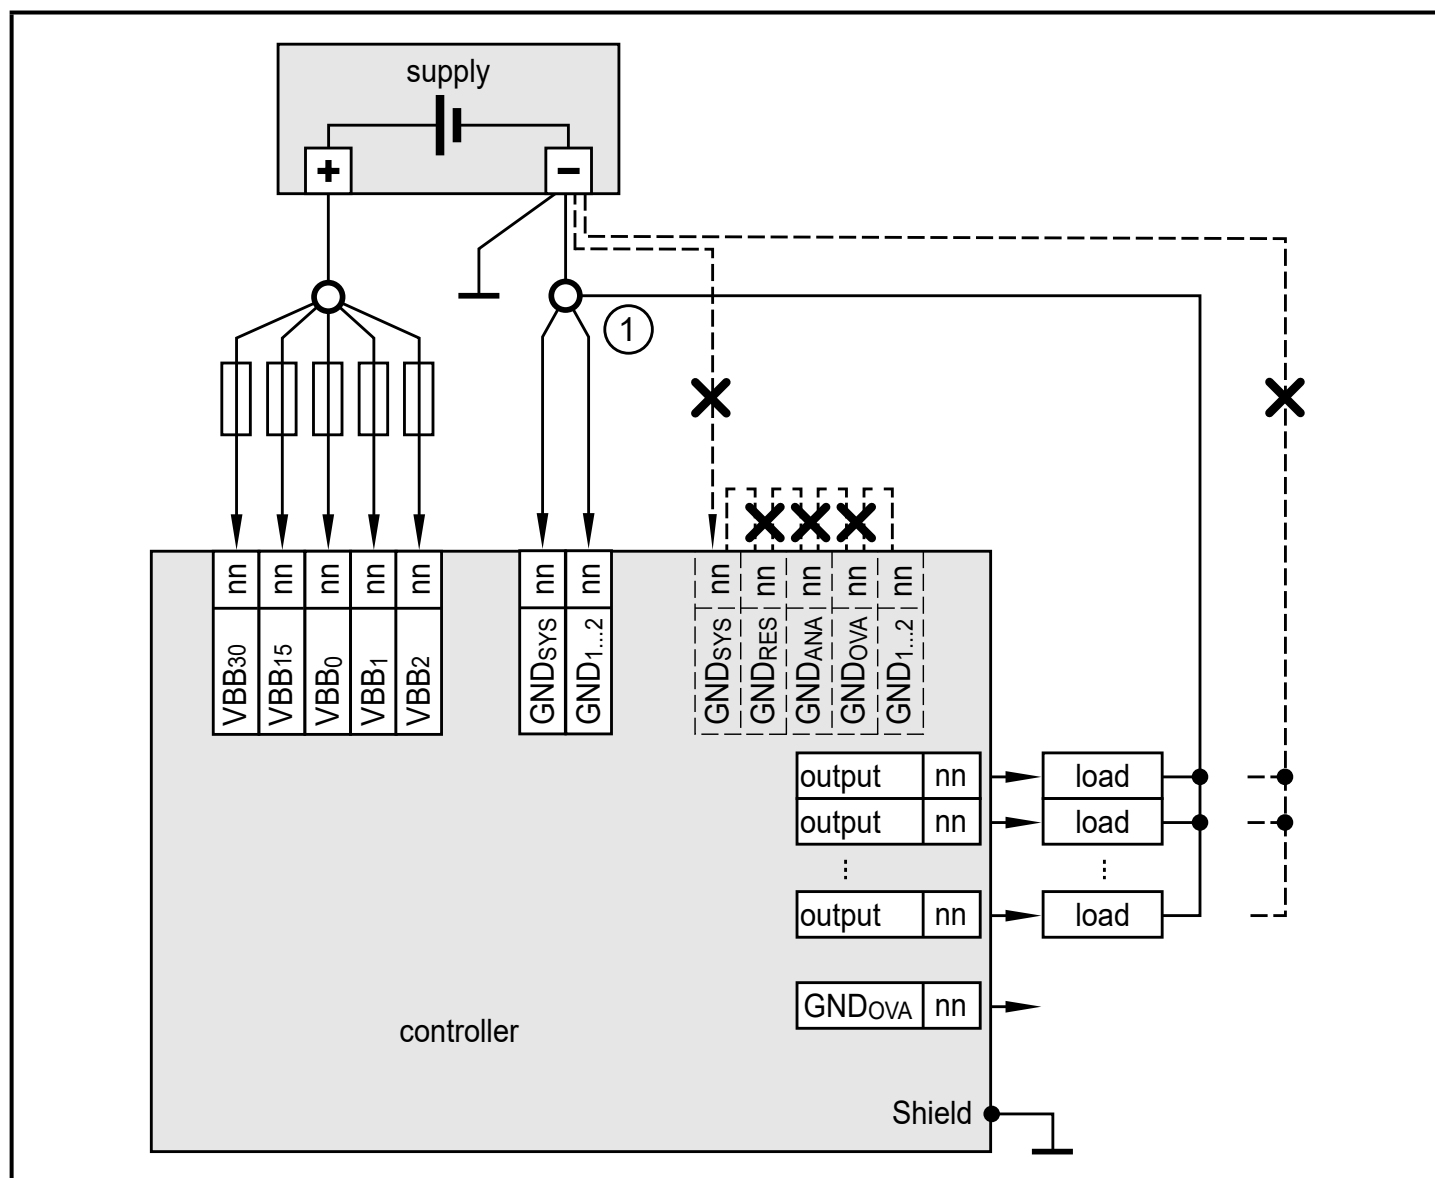 supply
+
−
1
nn
nn
nn
nn
nn
nn
nn
nn
nn
nn
nn
nn
VBB30
VBB15
VBB0
VBB1
VBB2
GNDSYS
GND1...2
GNDSYS
GNDRES
GNDANA
GNDOVA
GND1...2
output nn load
output nn load
output nn load
GNDOVA nn
controller
Shield